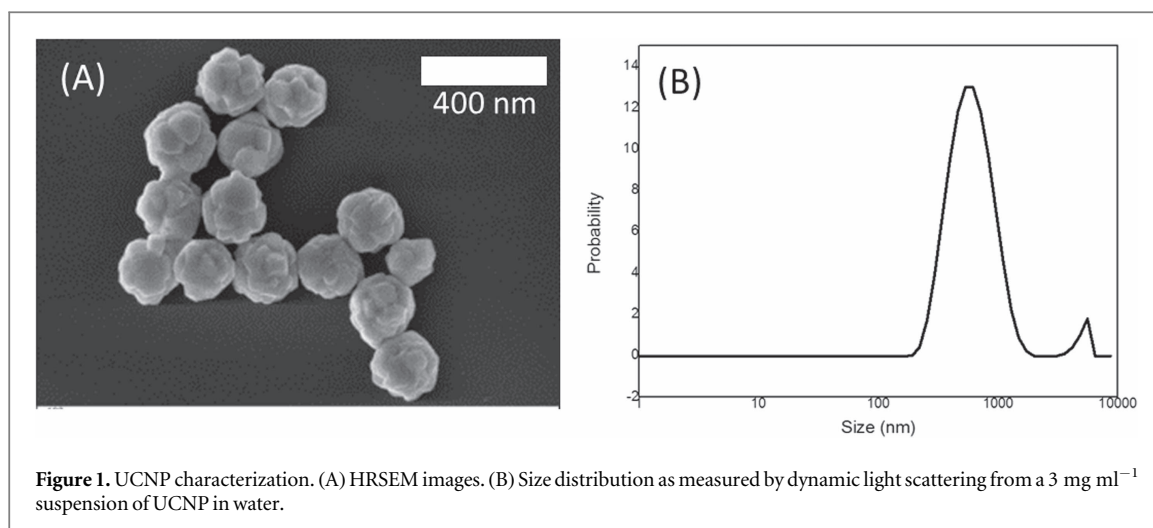 (A)
400 nm
(B)
14
12
10
8
6
4
2
0
-2
Probability
10
100
1000
10000
Size (nm)
Figure 1. UCNP characterization. (A) HRSEM images. (B) Size distribution as measured by dynamic light scattering from a 3 mg ml−1
suspension of UCNP in water.